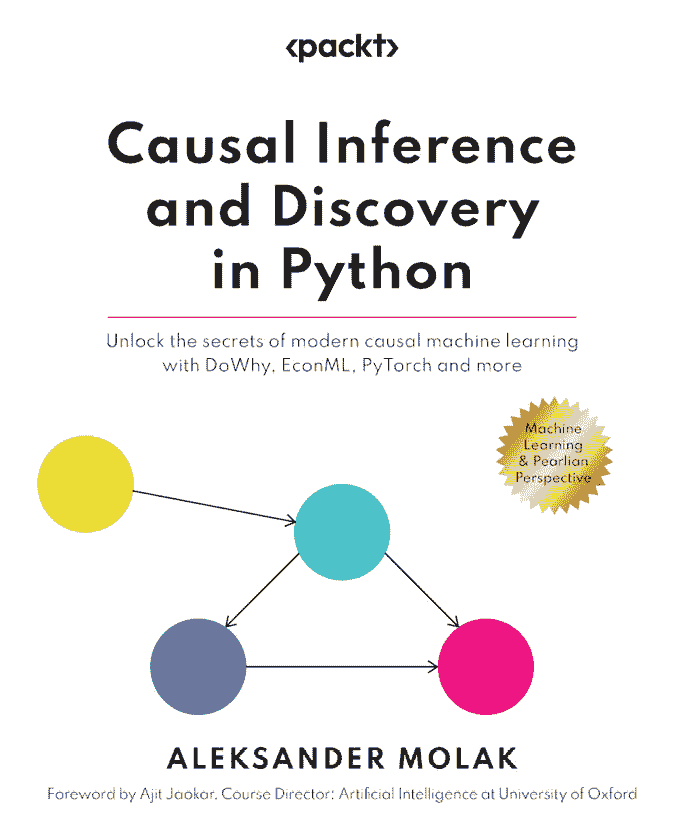 <packt>
Causal Inference
and Discovery
in Python
Unlock the secrets of modern causal machine learning
with DoWhy, EconML, PyTorch and more
Machine
Learning
& Pearlian
Perspective
ALEKSANDER MOLAK
Foreword by Ajit Jaokar, Course Director: Artificial Intelligence at University of Oxford